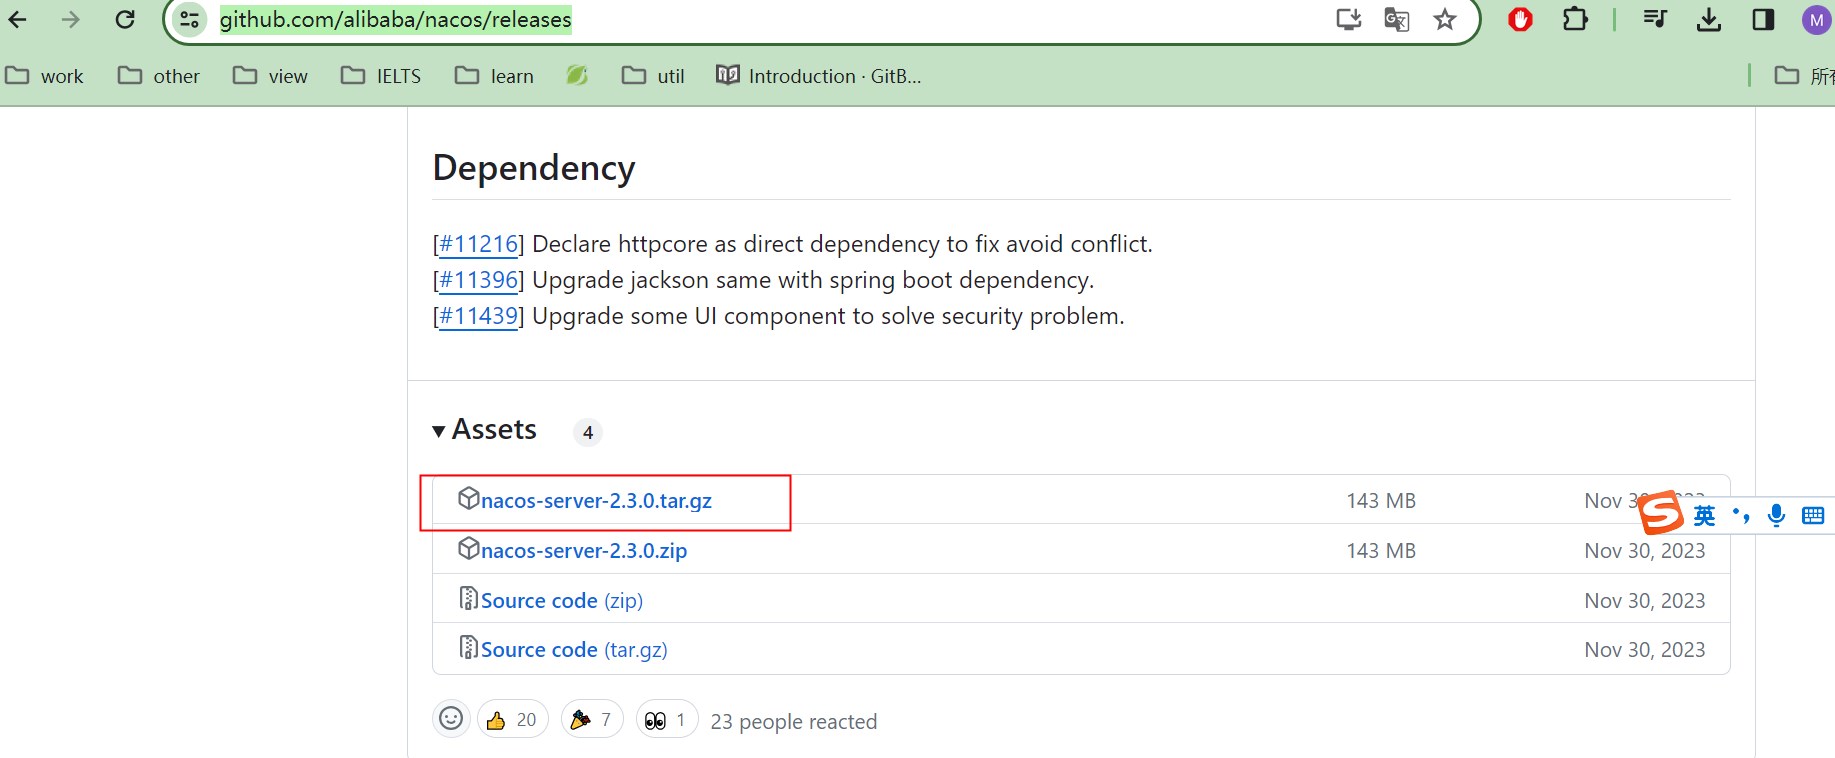 github.com/alibaba/nacos/releases
M
work
other
view
IELTS
learn
util
Introduction · GitB...
Dependency
[#11216] Declare httpcore as direct dependency to fix avoid conflict.
[#11396] Upgrade jackson same with spring boot dependency.
[#11439] Upgrade some UI component to solve security problem.
Assets 4
nacos-server-2.3.0.tar.gz 143 MB Nov 30, 2023
英
nacos-server-2.3.0.zip 143 MB Nov 30, 2023
Source code (zip) Nov 30, 2023
Source code (tar.gz) Nov 30, 2023
20 7 1 23 people reacted